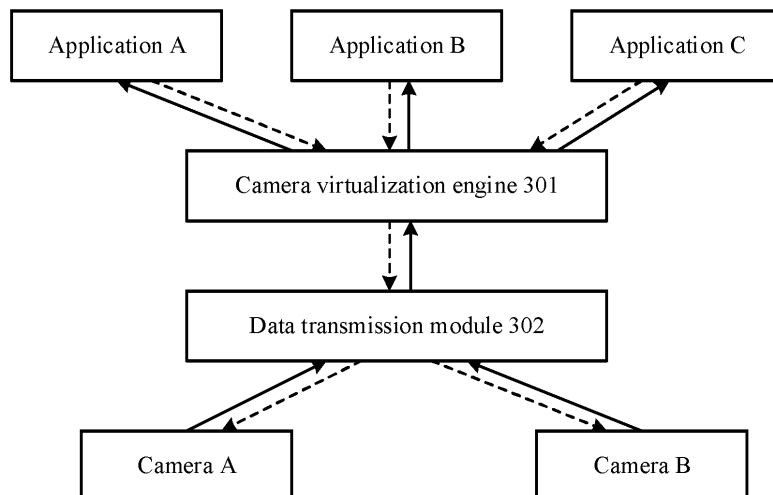 Application A
Application B
Application C
Camera virtualization engine 301
Data transmission module 302
Camera A
Camera B